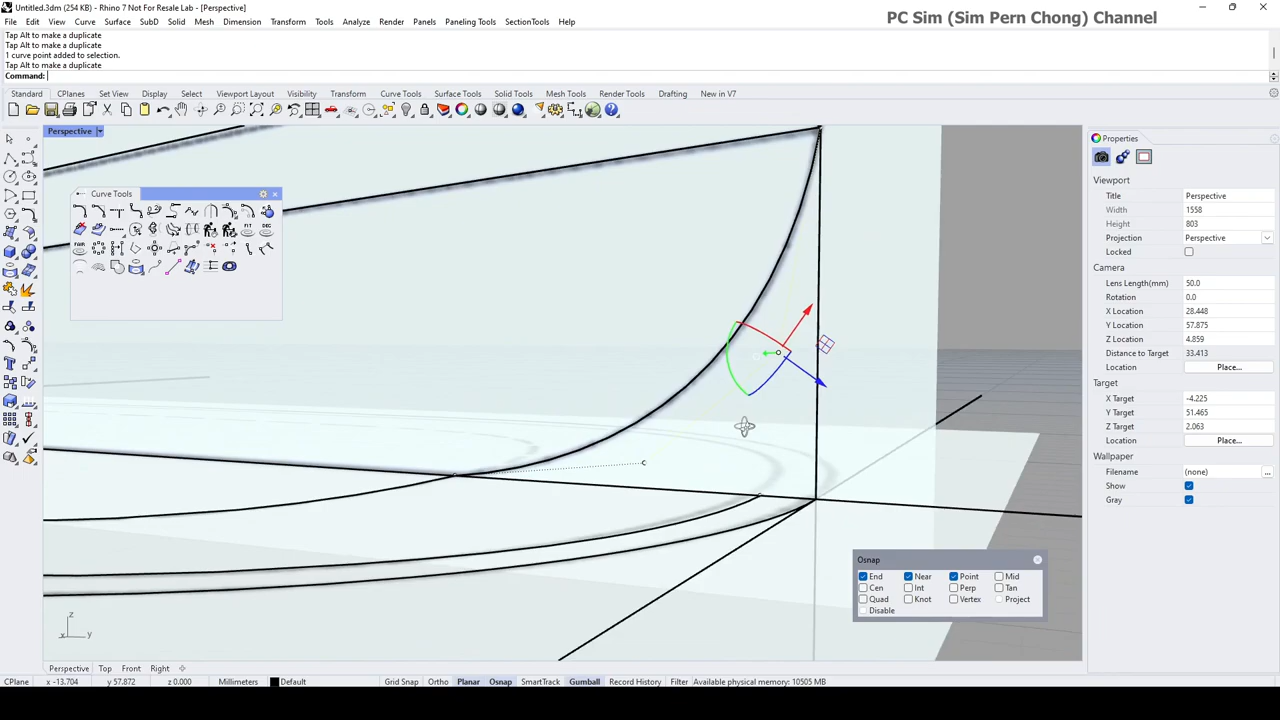 Untitled.3dm (254 KB) - Rhino 7 Not For Resale Lab - [Perspective]
File Edit View Curve Surface SubD Solid Mesh Dimension Transform Tools Analyze Render Panels Paneling Tools SectionTools Help
PC Sim (Sim Pern Chong) Channel
Tap Alt to make a duplicate
Tap Alt to make a duplicate
1 curve point added to selection.
Tap Alt to make a duplicate
Command:
Standard CPlanes Set View Display Select Viewport Layout Visibility Transform Curve Tools Surface Tools Solid Tools Mesh Tools Render Tools Drafting New in V7
Perspective
Curve Tools
Properties
Viewport
Title Perspective
Width 1558
Height 803
Projection Perspective
Locked
Camera
Lens Length(mm) 50.0
Rotation 0.0
X Location 28.448
Y Location 57.875
Z Location 4.859
Distance to Target 33.413
Location Place...
Target
X Target -4.225
Y Target 51.465
Z Target 2.063
Location Place...
Wallpaper
Filename (none) ...
Show
Gray
Osnap
End Near Point Mid
Cen Int Perp Tan
Quad Knot Vertex Project
Disable
z
x y
Perspective Top Front Right
CPlane x -13.704 y 57.872 z 0.000 Millimeters Default Grid Snap Ortho Planar Osnap SmartTrack Gumball Record History Filter Available physical memory: 10505 MB